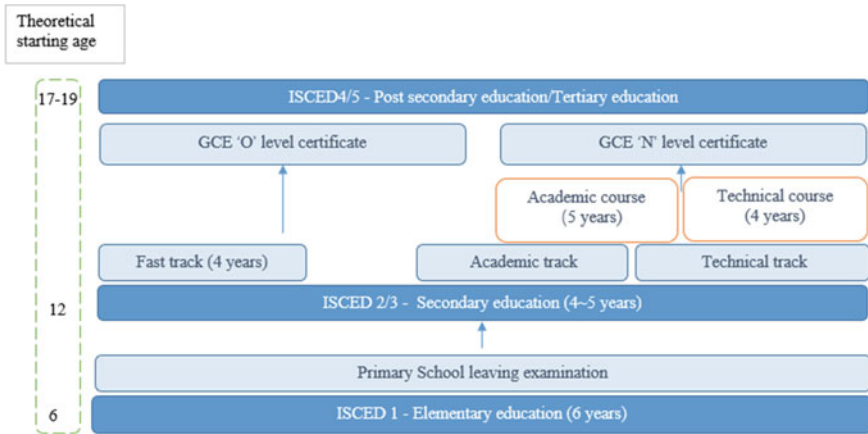 Theoretical
starting age
17-19
ISCED4/5 - Post secondary education/Tertiary education
GCE ‘O’ level certificate
GCE ‘N’ level certificate
Academic course
(5 years)
Technical course
(4 years)
Fast track (4 years)
Academic track
Technical track
12
ISCED 2/3 - Secondary education (4~5 years)
Primary School leaving examination
6
ISCED 1 - Elementary education (6 years)